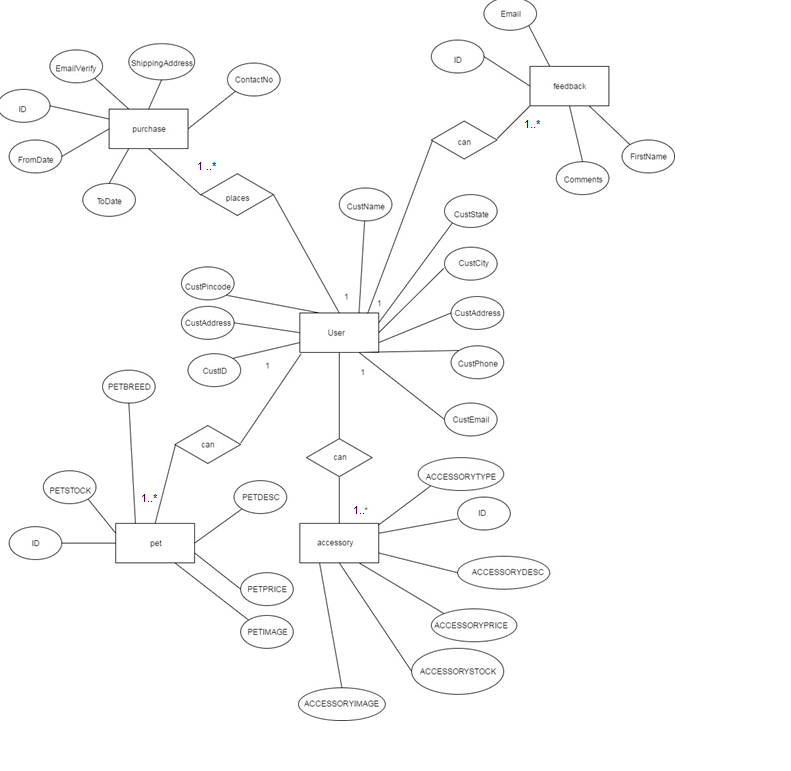 Email
ShippingAddress
EmailVerify
ID
ContactNo
feedback
ID
purchase
can
1..*
FromDate
1 ..*
FirstName
Comments
ToDate
places
CustName
CustState
CustCity
CustPincode
1
1
CustAddress
CustAddress
User
CustPhone
CustID
1
1
PETBREED
CustEmail
can
can
ACCESSORYTYPE
PETSTOCK
1..*
PETDESC
1..*
ID
ID
pet
accessory
ACCESSORYDESC
PETPRICE
ACCESSORYPRICE
PETIMAGE
ACCESSORYSTOCK
ACCESSORYIMAGE